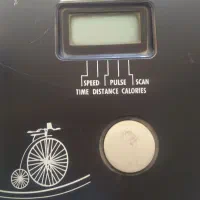 SPEED PULSE SCAN
TIME DISTANCE CALORIES